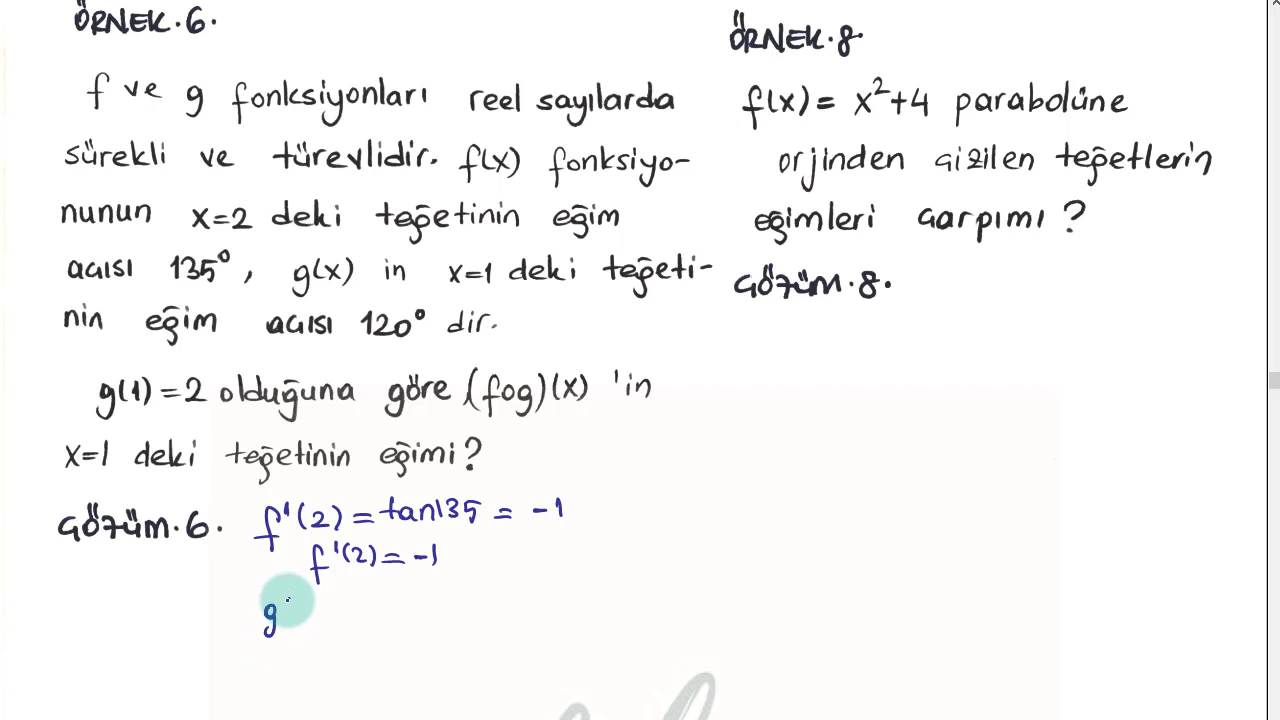 ÖRNEK.6.
f ve g fonksiyonları reel sayılarda
sürekli ve türevlidir. f(x) fonksiyo-
nunun x=2 deki teğetinin eğim
açısı 135°, g(x) in x=1 deki teğeti-
nin eğim açısı 120° dir.
g(1)=2 olduğuna göre (fog)(x) 'in
x=1 deki teğetinin eğimi?
ÇÖZÜM.6. f'(2)=tan135 = -1
f'(2)=-1
g
ÖRNEK.8.
f(x)= x²+4 parabolüne
orjinden çizilen teğetlerin
eğimleri çarpımı?
ÇÖZÜM.8.